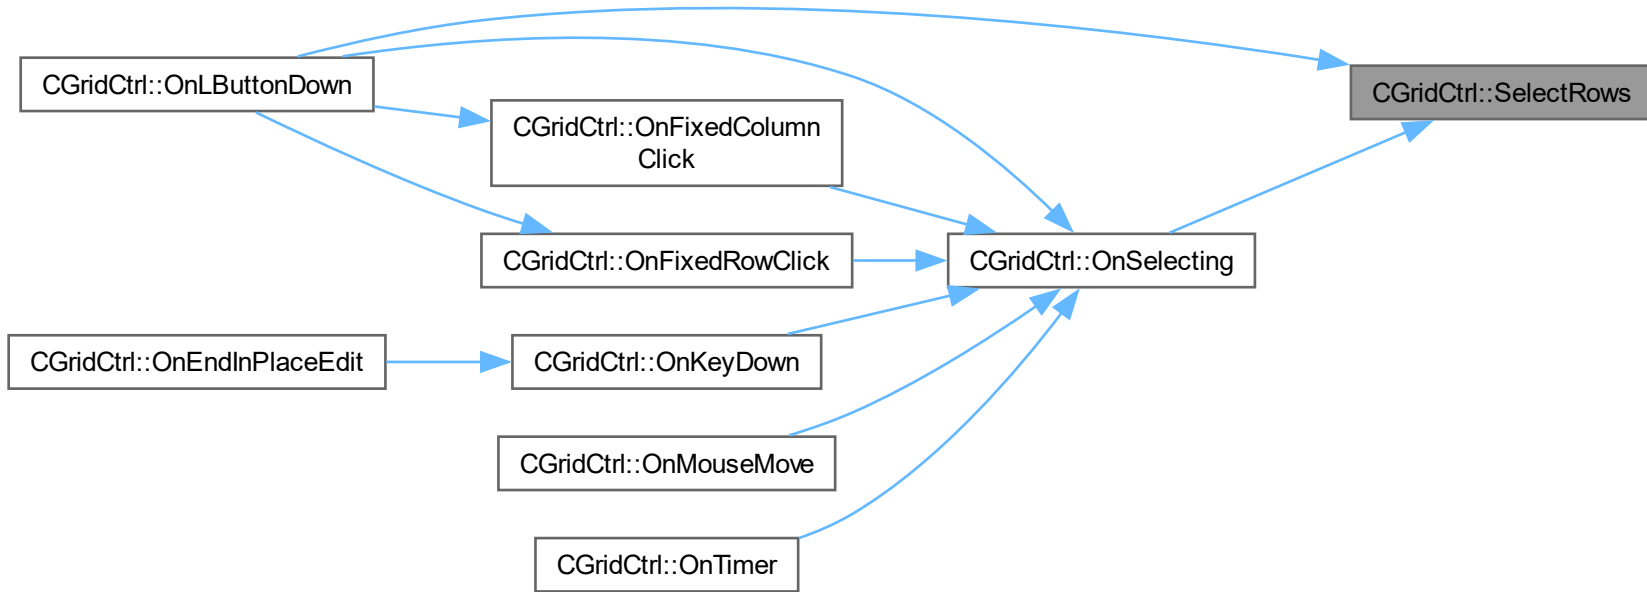 CGridCtrl::OnLButtonDown
CGridCtrl::SelectRows
CGridCtrl::OnFixedColumn
Click
CGridCtrl::OnFixedRowClick
CGridCtrl::OnSelecting
CGridCtrl::OnEndInPlaceEdit
CGridCtrl::OnKeyDown
CGridCtrl::OnMouseMove
CGridCtrl::OnTimer